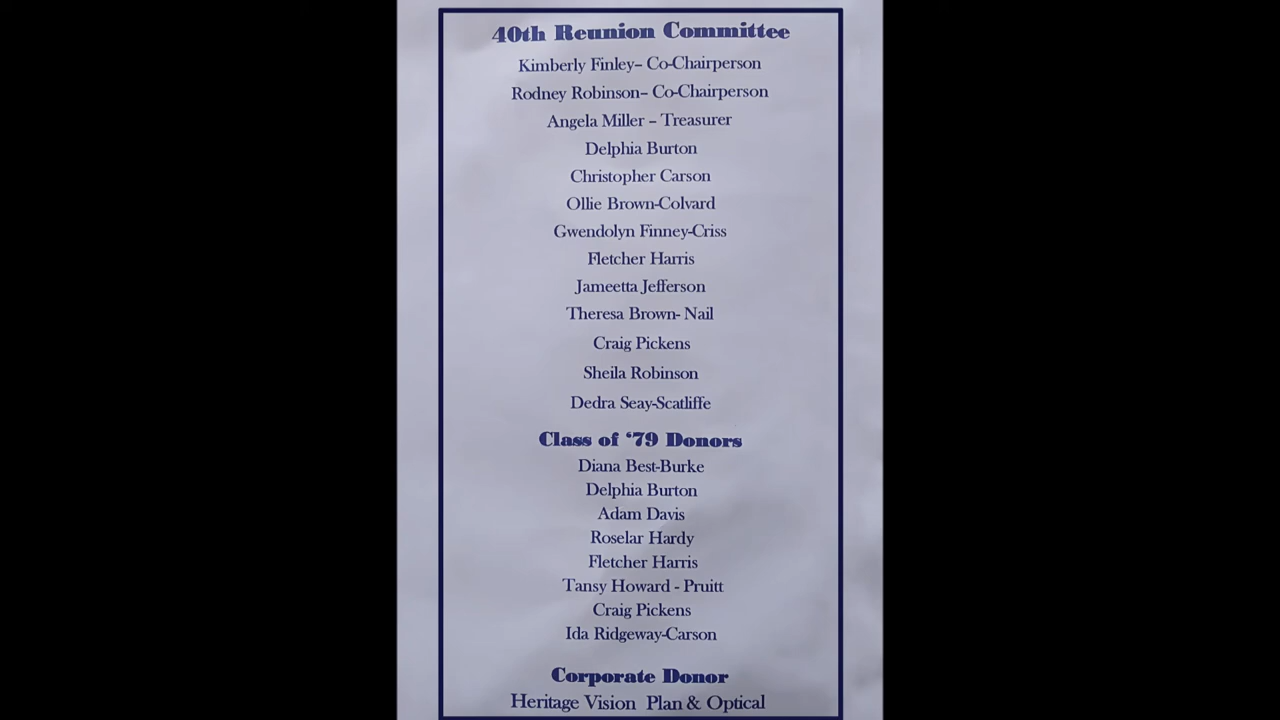 40th Reunion Committee
Kimberly Finley– Co-Chairperson
Rodney Robinson– Co-Chairperson
Angela Miller – Treasurer
Delphia Burton
Christopher Carson
Ollie Brown-Colvard
Gwendolyn Finney-Criss
Fletcher Harris
Jameetta Jefferson
Theresa Brown- Nail
Craig Pickens
Sheila Robinson
Dedra Seay-Scatliffe
Class of ‘79 Donors
Diana Best-Burke
Delphia Burton
Adam Davis
Roselar Hardy
Fletcher Harris
Tansy Howard - Pruitt
Craig Pickens
Ida Ridgeway-Carson
Corporate Donor
Heritage Vision Plan & Optical